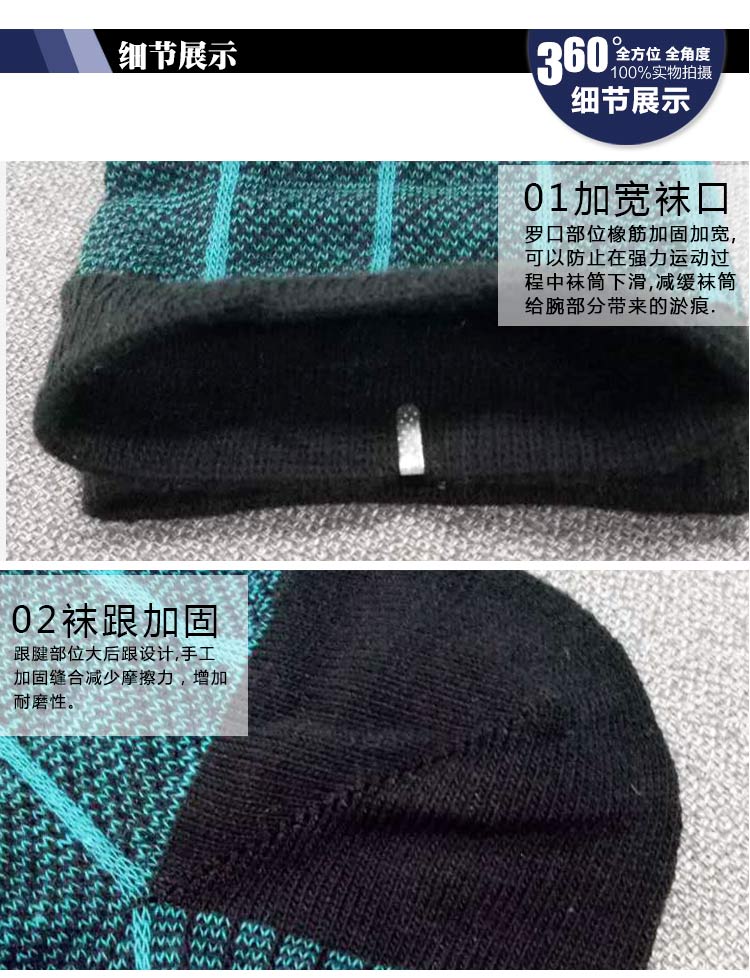 细节展示
360°全方位 全角度
100%实物拍摄
细节展示
01加宽袜口
罗口部位橡筋加固加宽,
可以防止在强力运动过
程中袜筒下滑,减缓袜筒
给腕部分带来的淤痕.
02袜跟加固
跟腱部位大后跟设计,手工
加固缝合减少摩擦力，增加
耐磨性。